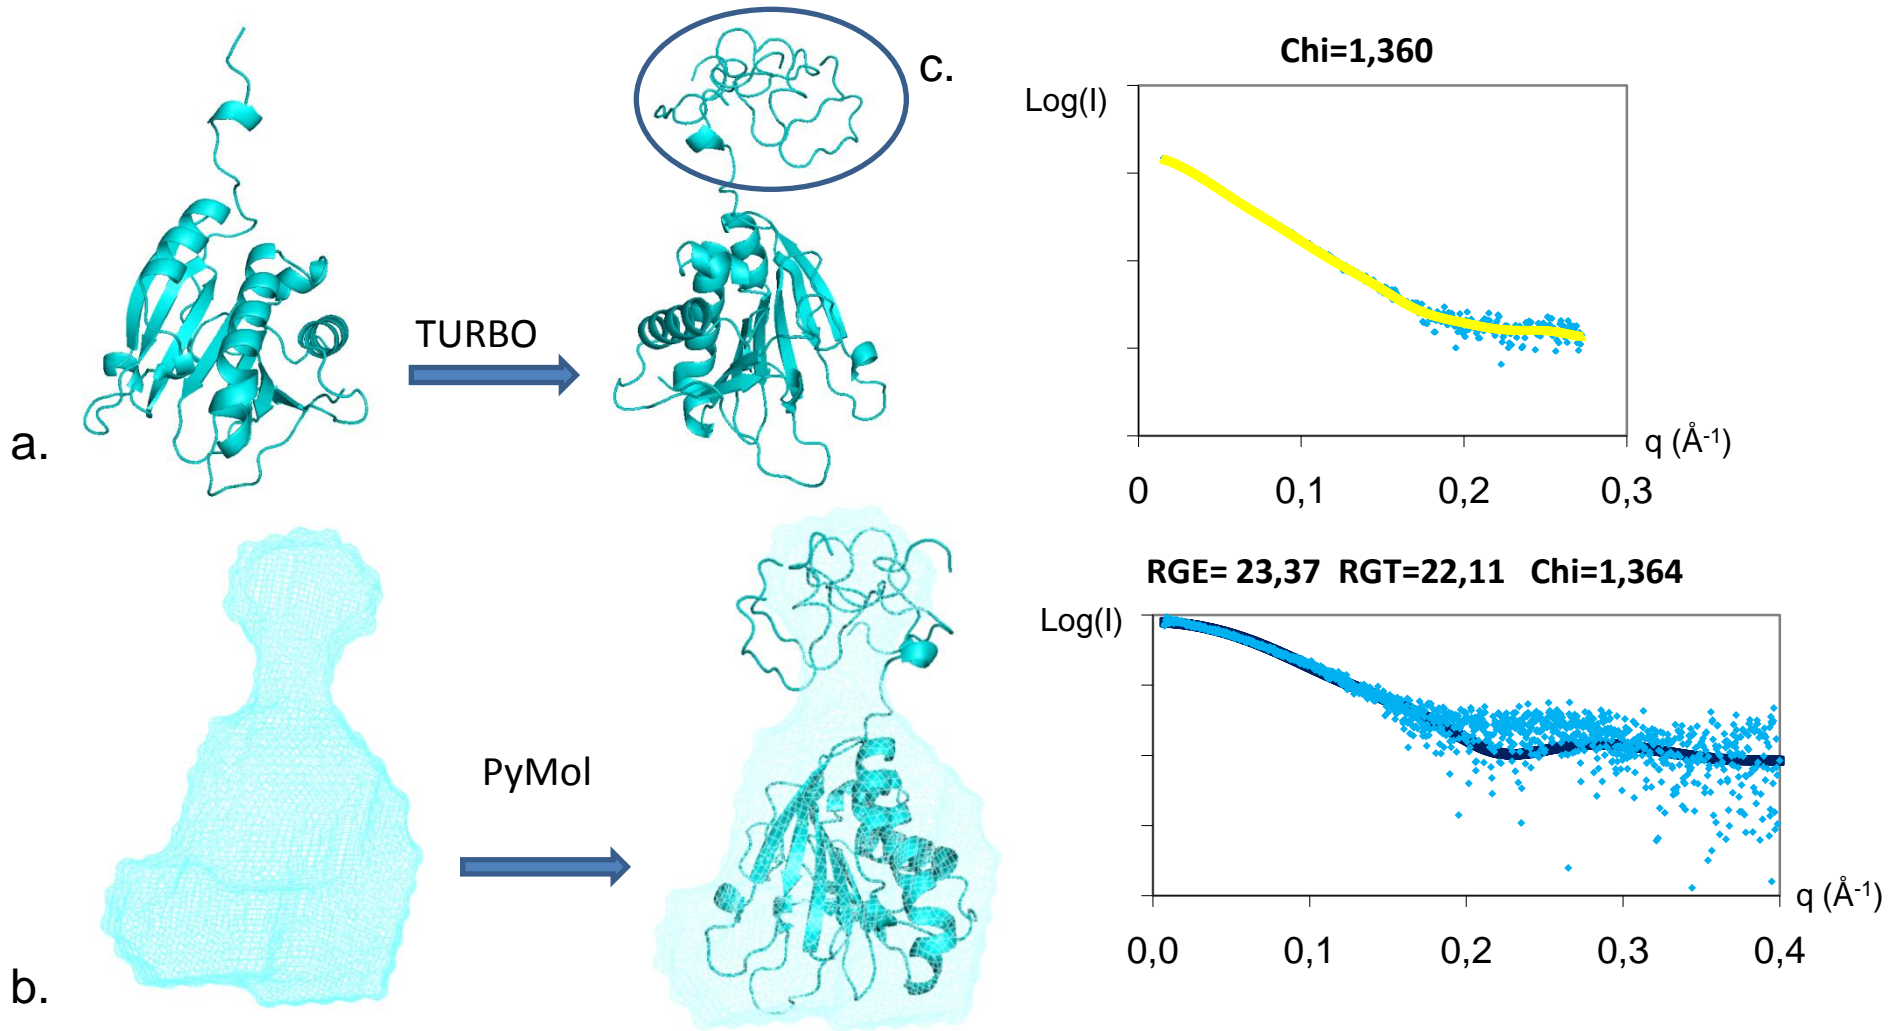 c.
Chi=1,360
Log(I)
TURBO
a.
q (Å-1)
0 0,1 0,2 0,3
RGE= 23,37 RGT=22,11 Chi=1,364
Log(I)
PyMol
q (Å-1)
0,0 0,1 0,2 0,3 0,4
b.